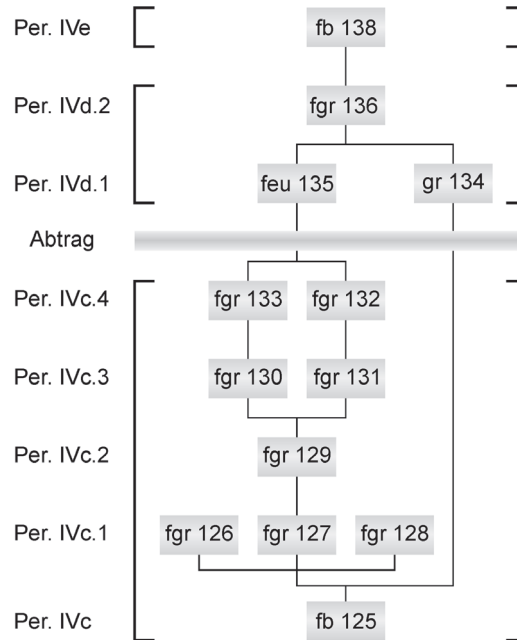 Per. IVe fb 138
Per. IVd.2 fgr 136
Per. IVd.1 feu 135 gr 134
Abtrag
Per. IVc.4 fgr 133 fgr 132
Per. IVc.3 fgr 130 fgr 131
Per. IVc.2 fgr 129
Per. IVc.1 fgr 126 fgr 127 fgr 128
Per. IVc fb 125